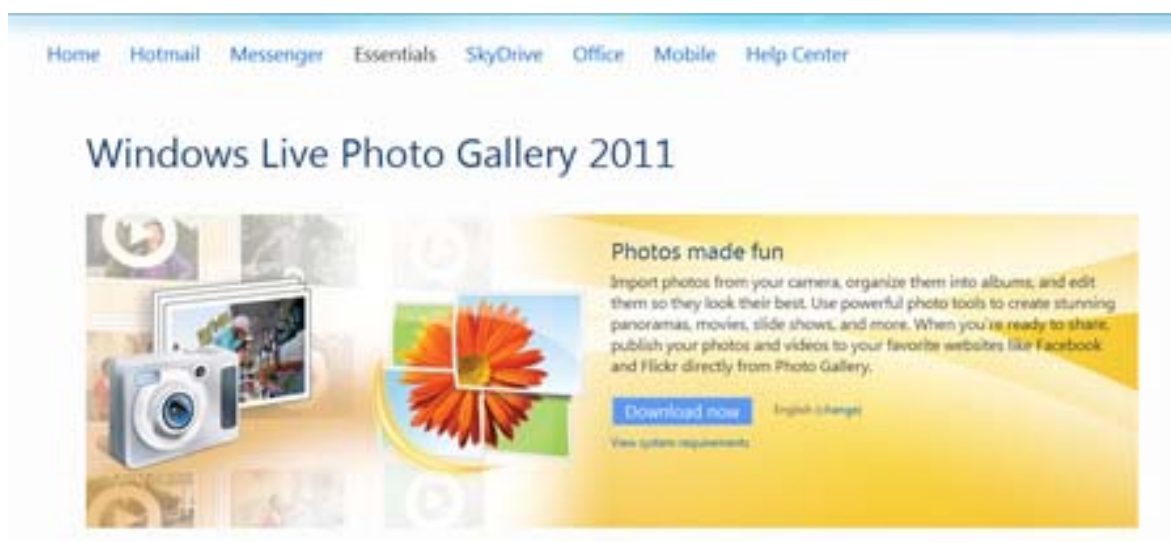 Home Hotmail Messenger Essentials SkyDrive Office Mobile Help Center
Windows Live Photo Gallery 2011
Photos made fun
Import photos from your camera, organize them into albums, and edit
them so they look their best. Use powerful photo tools to create stunning
panoramas, movies, slide shows, and more. When you're ready to share,
publish your photos and videos to your favorite websites like Facebook
and Flickr directly from Photo Gallery.
Download now English (change)
View system requirements